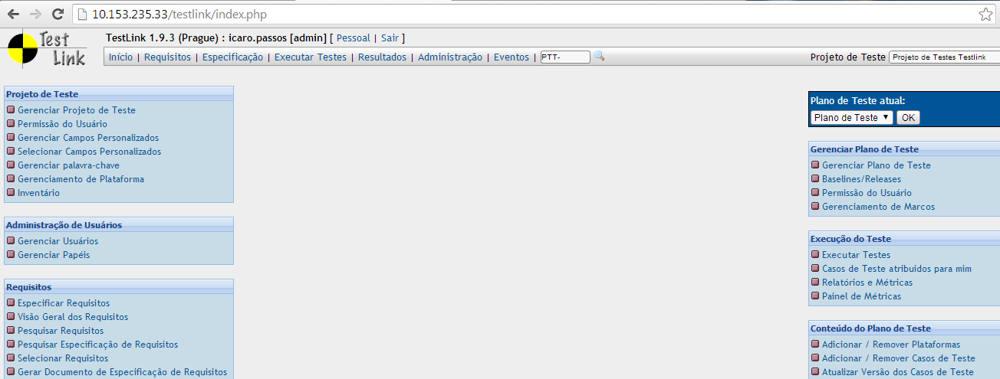 10.153.235.33/testlink/index.php
Test Link
TestLink 1.9.3 (Prague) : icaro.passos [admin] [ Pessoal | Sair ]
Início | Requisitos | Especificação | Executar Testes | Resultados | Administração | Eventos | PTT-
Projeto de Teste Projeto de Testes Testlink
Projeto de Teste
Gerenciar Projeto de Teste
Permissão do Usuário
Gerenciar Campos Personalizados
Selecionar Campos Personalizados
Gerenciar palavra-chave
Gerenciamento de Plataforma
Inventário
Administração de Usuários
Gerenciar Usuários
Gerenciar Papéis
Requisitos
Especificar Requisitos
Visão Geral dos Requisitos
Pesquisar Requisitos
Pesquisar Especificação de Requisitos
Selecionar Requisitos
Gerar Documento de Especificação de Requisitos
Plano de Teste atual:
Plano de Teste OK
Gerenciar Plano de Teste
Gerenciar Plano de Teste
Baselines/Releases
Permissão do Usuário
Gerenciamento de Marcos
Execução do Teste
Executar Testes
Casos de Teste atribuidos para mim
Relatórios e Métricas
Painel de Métricas
Conteúdo do Plano de Teste
Adicionar / Remover Plataformas
Adicionar / Remover Casos de Teste
Atualizar Versão dos Casos de Teste